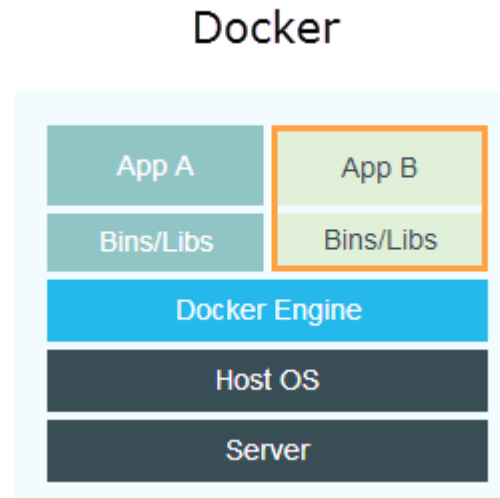 Docker
App A
App B
Bins/Libs
Bins/Libs
Docker Engine
Host OS
Server